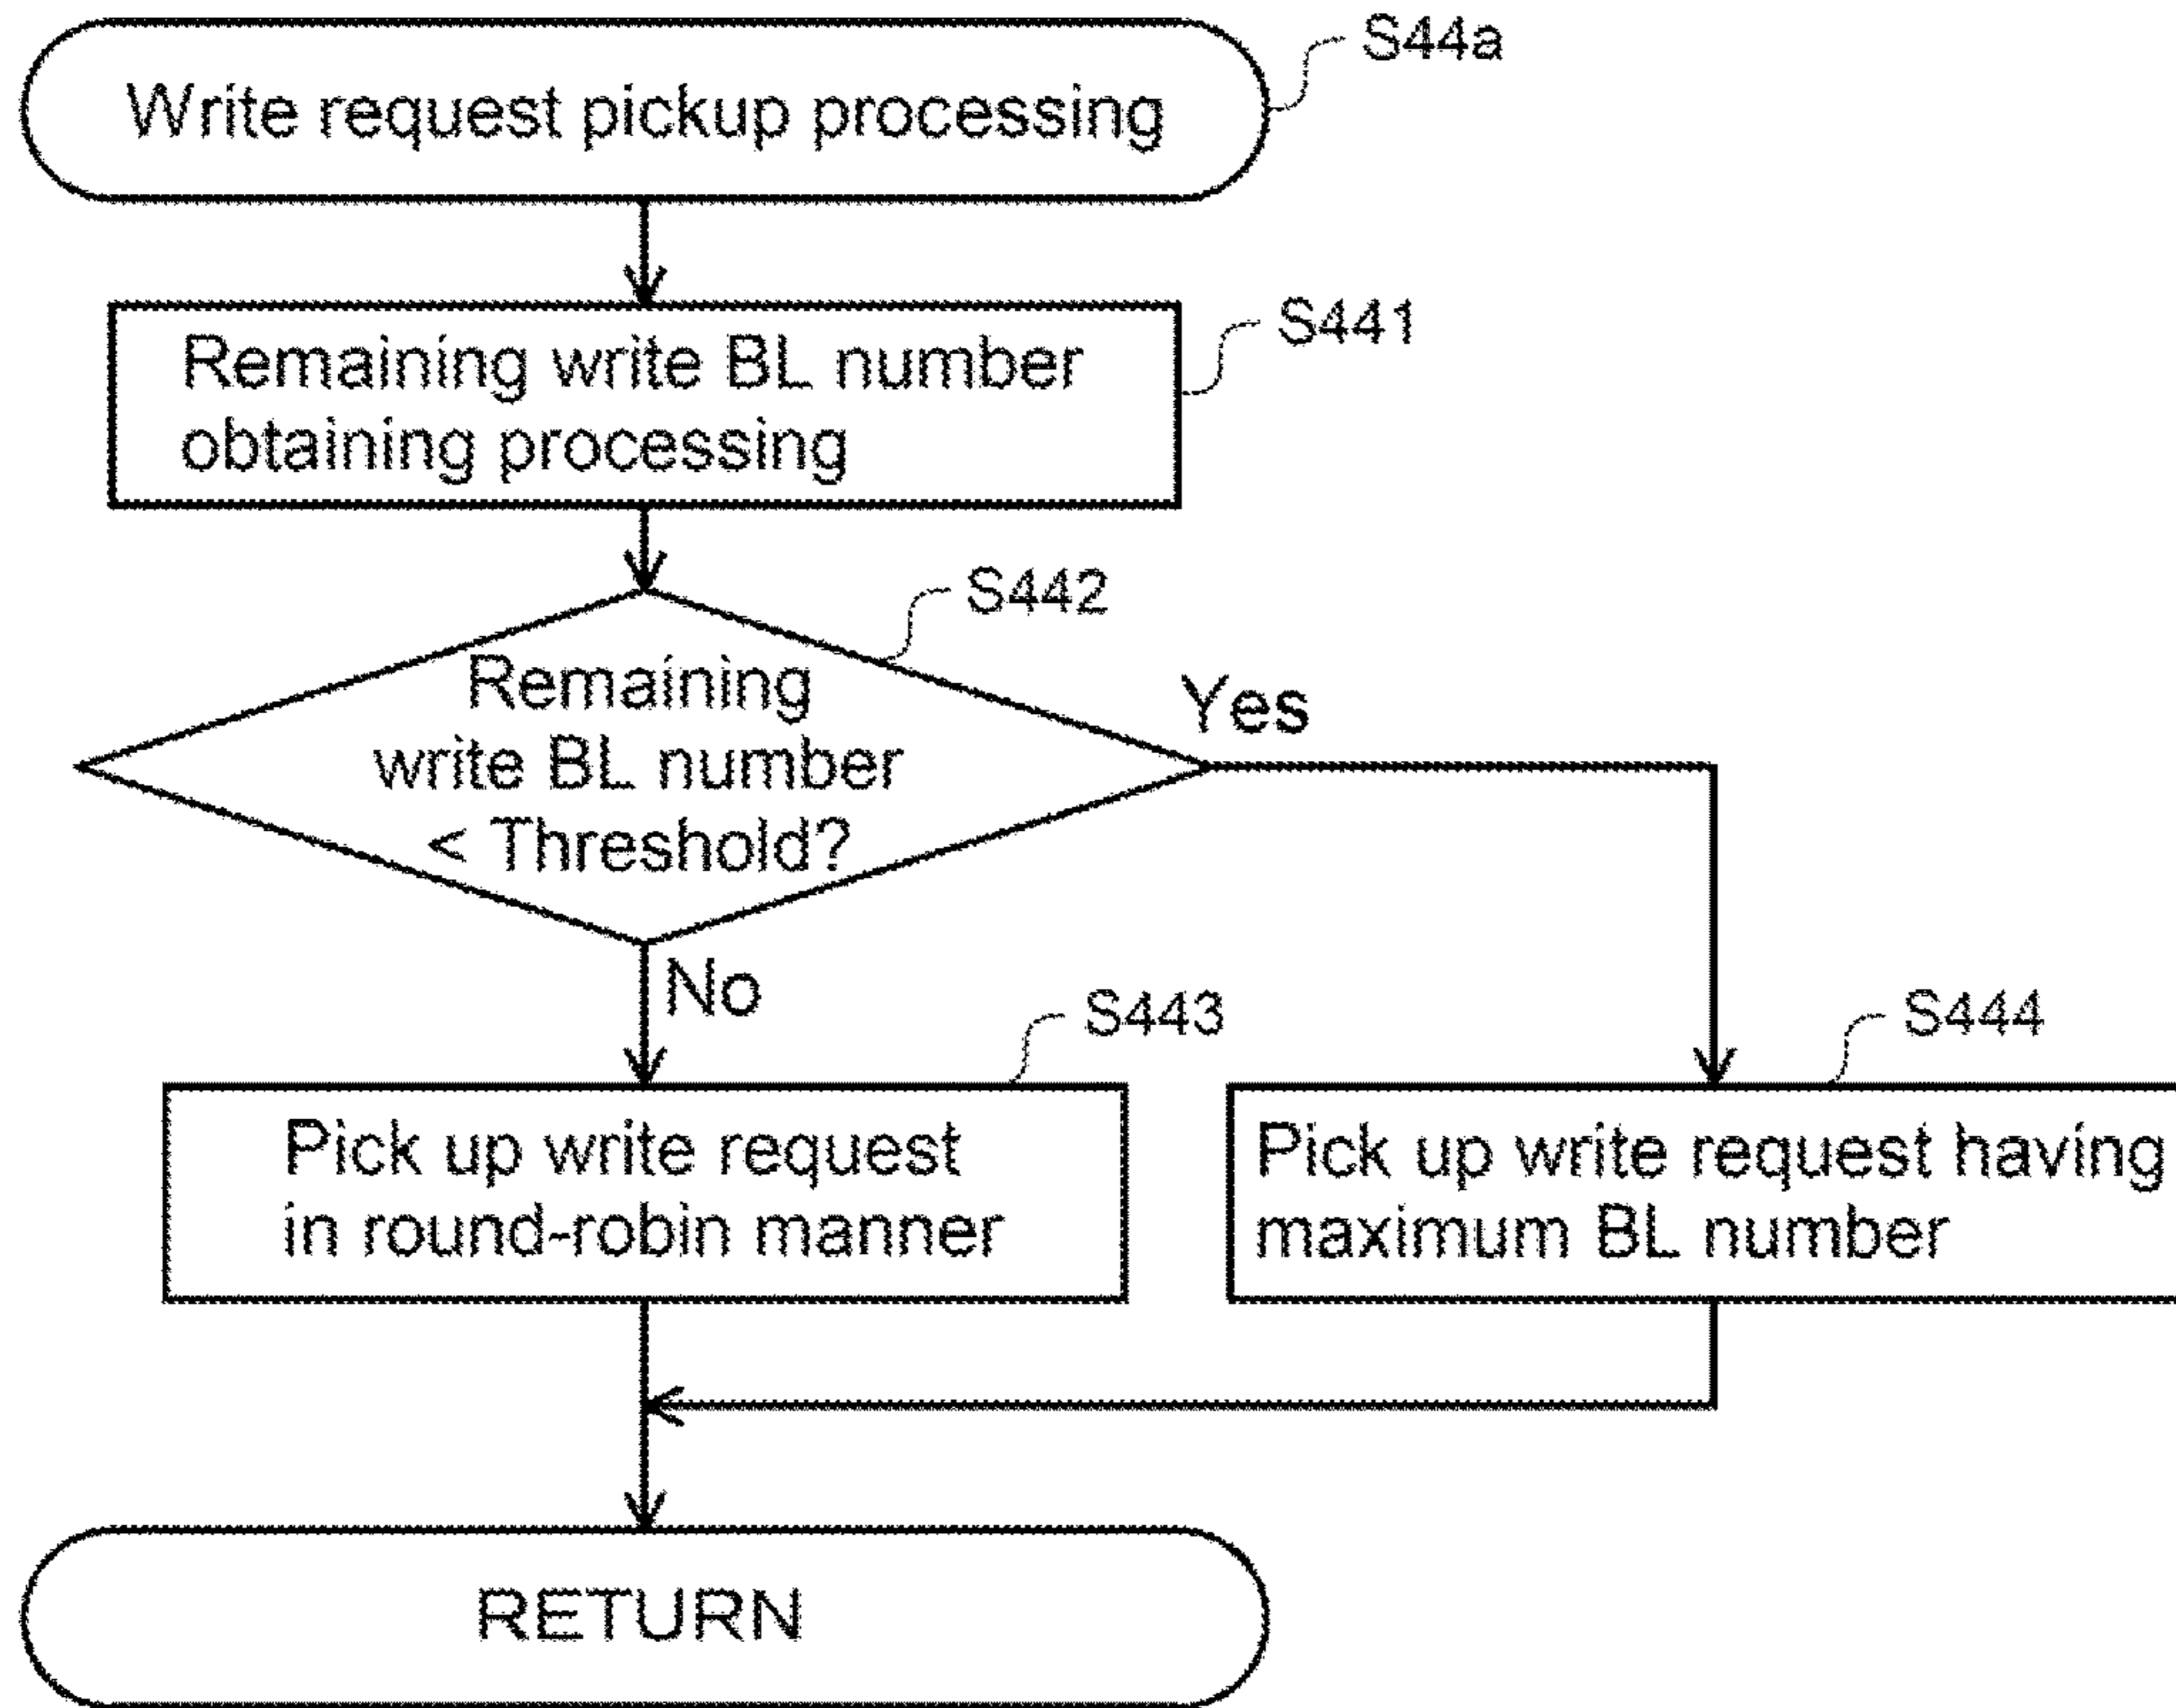 S44a
Write request pickup processing
S441
Remaining write BL number
obtaining processing
S442
Remaining
write BL number
< Threshold?
Yes
No
S443
Pick up write request
in round-robin manner
S444
Pick up write request having
maximum BL number
RETURN